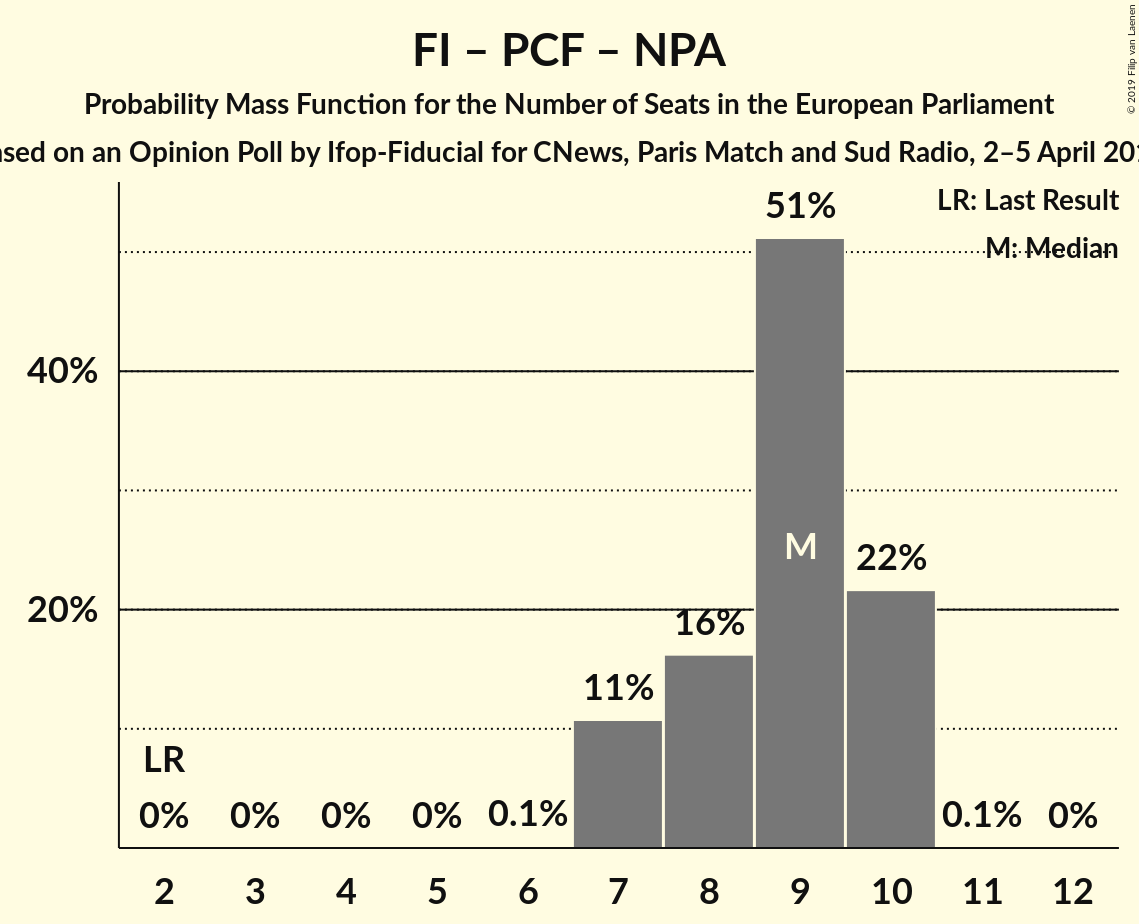 FI – PCF – NPA
Probability Mass Function for the Number of Seats in the European Parliament
on an Opinion Poll by Ifop-Fiducial for CNews, Paris Match and Sud Radio, 2–5 April
© 2019 Filip van Laenen
LR: Last Result
M: Median
51%
40%
M
22%
20%
16%
11%
LR
0% 0% 0% 0% 0.1% 0.1% 0%
2 3 4 5 6 7 8 9 10 11 12